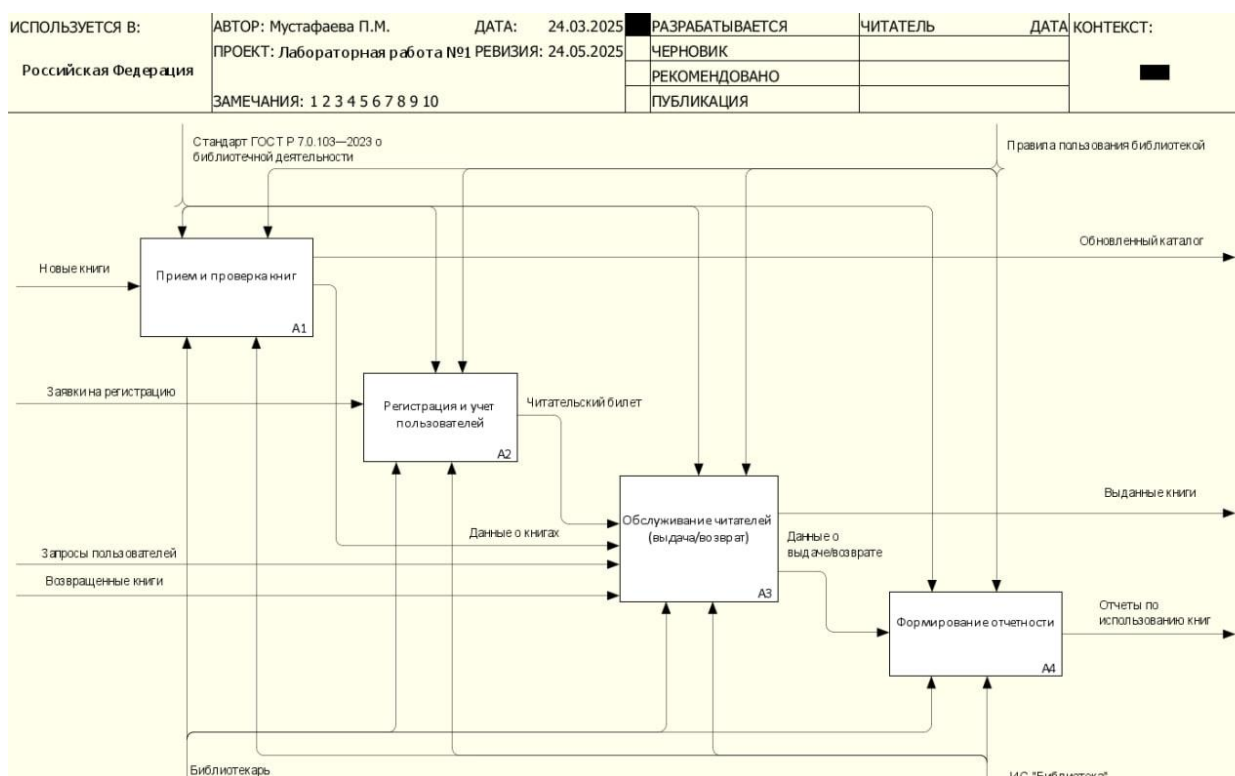 ИСПОЛЬЗУЕТСЯ В:
Российская Федерация
АВТОР: Мустафаева П.М. ДАТА: 24.03.2025
ПРОЕКТ: Лабораторная работа №1 РЕВИЗИЯ: 24.05.2025
ЗАМЕЧАНИЯ: 1 2 3 4 5 6 7 8 9 10
РАЗРАБАТЫВАЕТСЯ
ЧЕРНОВИК
РЕКОМЕНДОВАНО
ПУБЛИКАЦИЯ
ЧИТАТЕЛЬ ДАТА
КОНТЕКСТ:
Стандарт ГОСТ Р 7.0.103—2023 о
библиотечной деятельности
Правила пользования библиотекой
Обновленный каталог
Новые книги
Прием и проверка книг
A1
Заявки на регистрацию
Регистрация и учет
пользователей
A2
Читательский билет
Выданные книги
Обслуживание читателей
(выдача/возврат)
A3
Данные о книгах
Данные о
выдаче/возврате
Запросы пользователей
Возвращенные книги
Формирование отчетности
A4
Отчеты по
использованию книг
Библиотекарь
ИС "Библиотека"